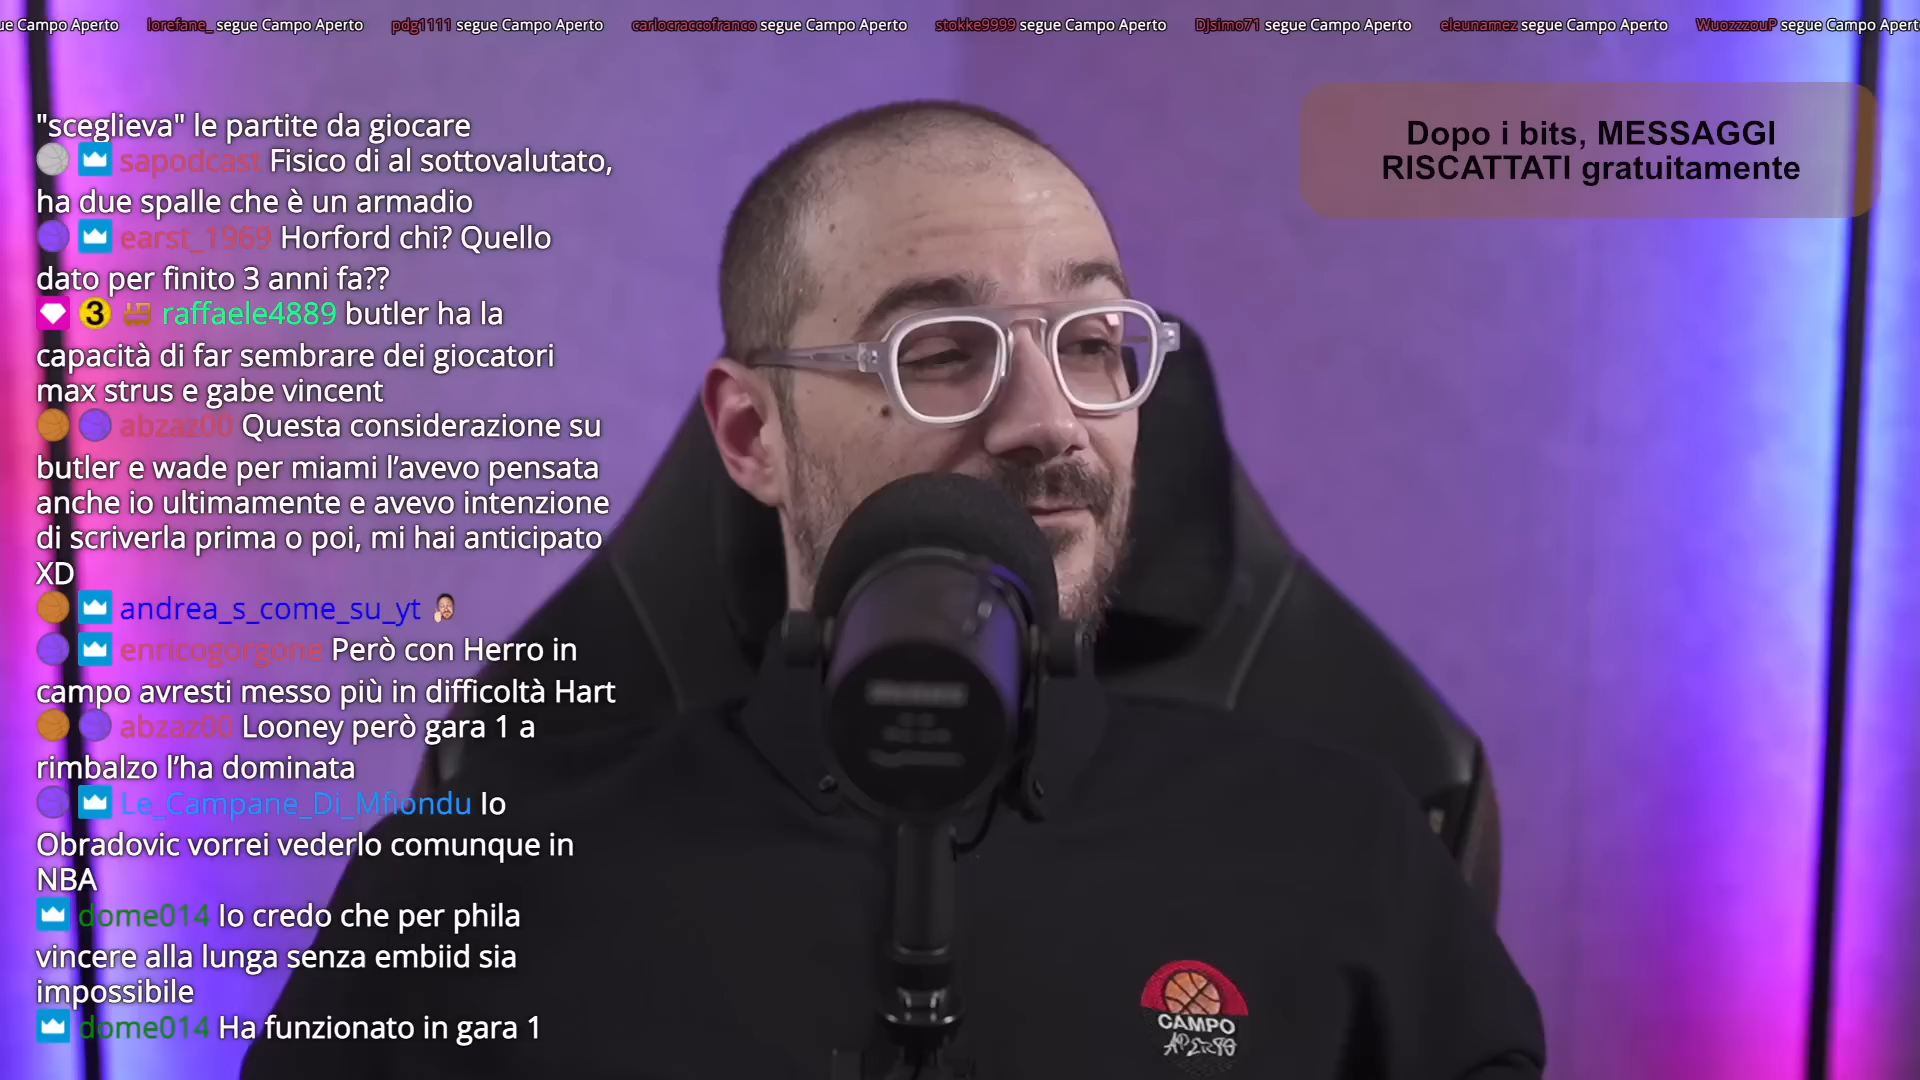 ue Campo Aperto lorefane_ segue Campo Aperto pdg1111 segue Campo Aperto carlocraccofranco segue Campo Aperto stokke9999 segue Campo Aperto DJsimo71 segue Campo Aperto eleunamez segue Campo Aperto WuozzzouP segue Campo Apert
Dopo i bits, MESSAGGI
RISCATTATI gratuitamente
"sceglieva" le partite da giocare
sapodcast Fisico di al sottovalutato,
ha due spalle che è un armadio
earst_1969 Horford chi? Quello
dato per finito 3 anni fa??
3 raffaele4889 butler ha la
capacità di far sembrare dei giocatori
max strus e gabe vincent
abzaz00 Questa considerazione su
butler e wade per miami l’avevo pensata
anche io ultimamente e avevo intenzione
di scriverla prima o poi, mi hai anticipato
XD
andrea_s_come_su_yt
enricogorgone Però con Herro in
campo avresti messo più in difficoltà Hart
abzaz00 Looney però gara 1 a
rimbalzo l’ha dominata
Le_Campane_Di_Mfiondu Io
Obradovic vorrei vederlo comunque in
NBA
dome014 Io credo che per phila
vincere alla lunga senza embiid sia
impossibile
dome014 Ha funzionato in gara 1
CAMPO
APERTO